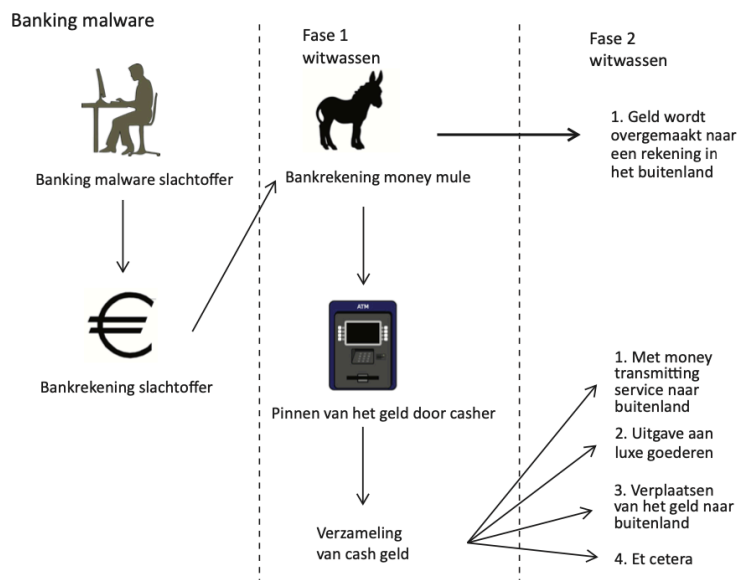 Banking malware
Fase 1
witwassen
Fase 2
witwassen
Banking malware slachtoffer
Bankrekening money mule
1. Geld wordt
overgemaakt naar
een rekening in
het buitenland
Bankrekening slachtoffer
ATM
Pinnen van het geld door casher
Verzameling
van cash geld
1. Met money
transmitting
service naar
buitenland
2. Uitgave aan
luxe goederen
3. Verplaatsen
van het geld naar
buitenland
4. Et cetera